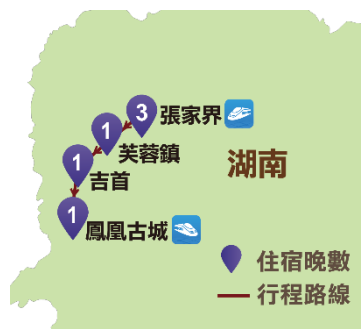 3 張家界
1 芙蓉鎮
湖南
1 吉首
1 鳳凰古城
住宿晚數
行程路線